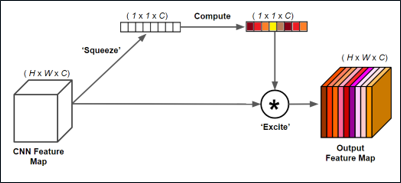 ( 1 x 1 x C )
Compute
( 1 x 1 x C )
'Squeeze'
( H x W x C )
( H x W x C )
*
'Excite'
CNN Feature
Map
Output
Feature Map